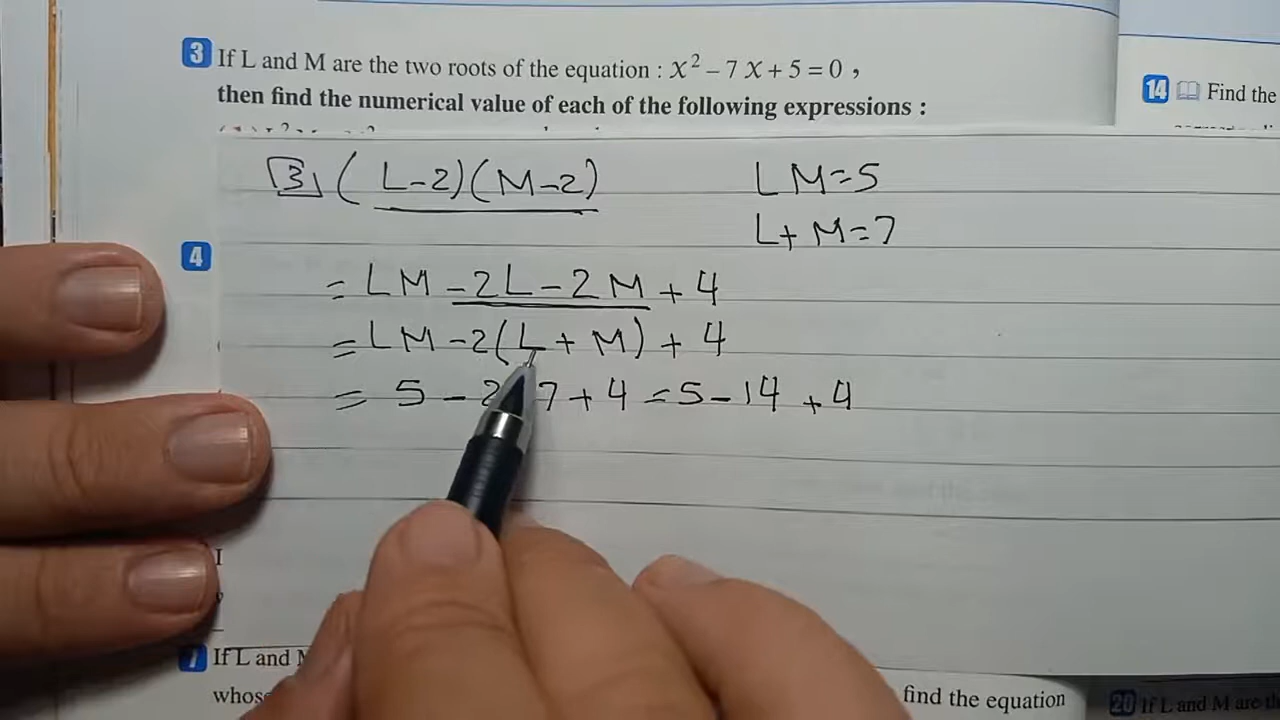 3 If L and M are the two roots of the equation : x² – 7 x + 5 = 0 ,
then find the numerical value of each of the following expressions :
14 Find the
3 (L-2)(M-2)
LM=5
L+M=7
4
= LM -2L-2M + 4
= LM -2(L+M) + 4
= 5 - 2 7 + 4 = 5 - 14 + 4
I
7 If L and
whos
find the equation
20 If L and M are th